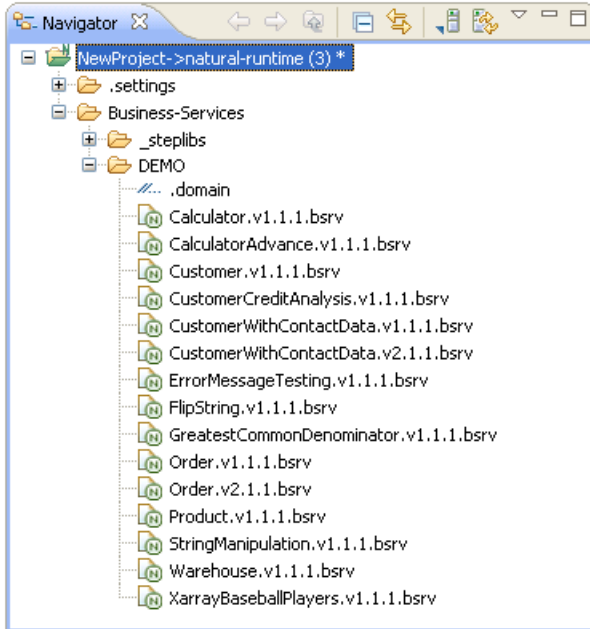 Navigator
NewProject->natural-runtime (3) *
.settings
Business-Services
_steplibs
DEMO
.domain
Calculator.v1.1.1.bsrv
CalculatorAdvance.v1.1.1.bsrv
Customer.v1.1.1.bsrv
CustomerCreditAnalysis.v1.1.1.bsrv
CustomerWithContactData.v1.1.1.bsrv
CustomerWithContactData.v2.1.1.bsrv
ErrorMessageTesting.v1.1.1.bsrv
FlipString.v1.1.1.bsrv
GreatestCommonDenominator.v1.1.1.bsrv
Order.v1.1.1.bsrv
Order.v2.1.1.bsrv
Product.v1.1.1.bsrv
StringManipulation.v1.1.1.bsrv
Warehouse.v1.1.1.bsrv
XarrayBaseballPlayers.v1.1.1.bsrv